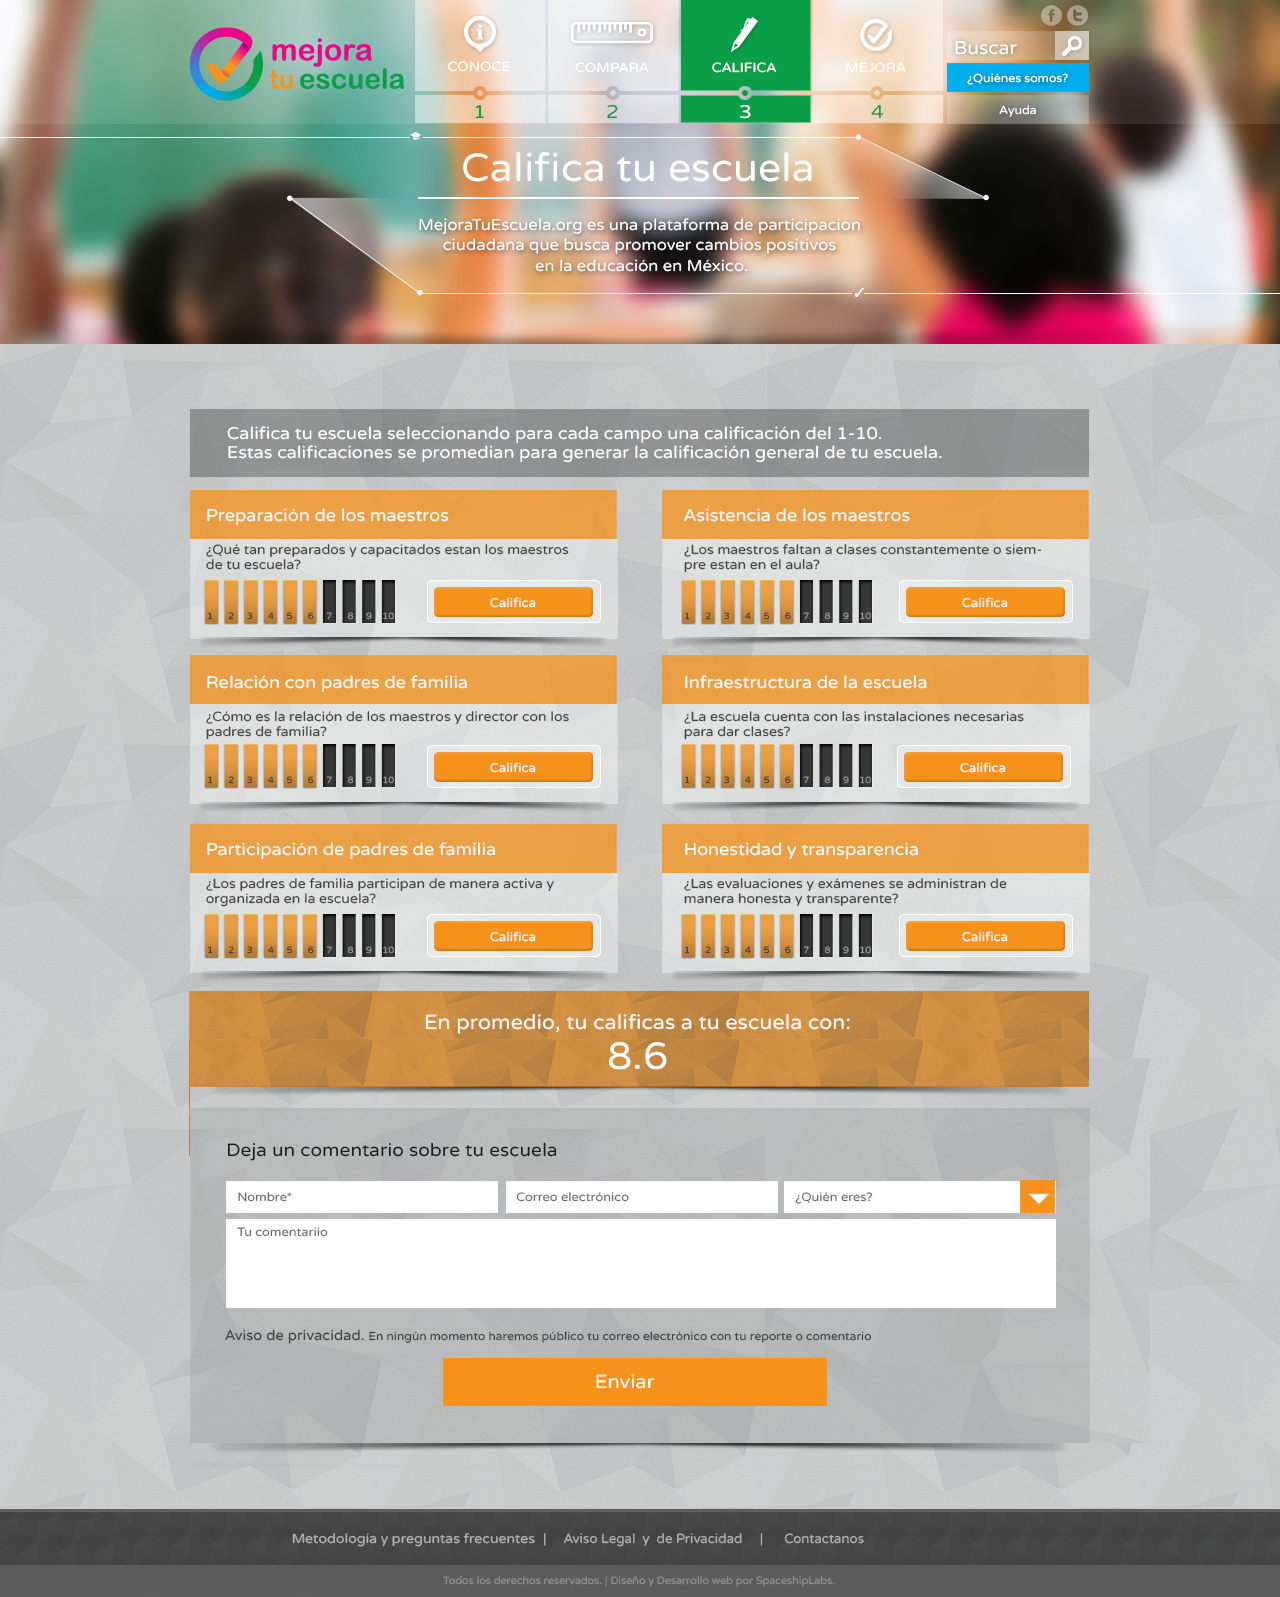 mejora
tu escuela
CONOCE
COMPARA
CALIFICA
MEJORA
1
2
3
4
Buscar
¿Quiénes somos?
Ayuda
Califica tu escuela
MejoraTuEscuela.org es una plataforma de participacion
ciudadana que busca promover cambios positivos
en la educación en México.
Califica tu escuela seleccionando para cada campo una calificación del 1-10.
Estas calificaciones se promedian para generar la calificación general de tu escuela.
Preparación de los maestros
¿Qué tan preparados y capacitados estan los maestros
de tu escuela?
1 2 3 4 5 6 7 8 9 10
Califica
Asistencia de los maestros
¿Los maestros faltan a clases constantemente o siem-
pre estan en el aula?
1 2 3 4 5 6 7 8 9 10
Califica
Relación con padres de familia
¿Cómo es la relación de los maestros y director con los
padres de familia?
1 2 3 4 5 6 7 8 9 10
Califica
Infraestructura de la escuela
¿La escuela cuenta con las instalaciones necesarias
para dar clases?
1 2 3 4 5 6 7 8 9 10
Califica
Participación de padres de familia
¿Los padres de familia participan de manera activa y
organizada en la escuela?
1 2 3 4 5 6 7 8 9 10
Califica
Honestidad y transparencia
¿Las evaluaciones y exámenes se administran de
manera honesta y transparente?
1 2 3 4 5 6 7 8 9 10
Califica
En promedio, tu calificas a tu escuela con:
8.6
Deja un comentario sobre tu escuela
Nombre*
Correo electrónico
¿Quién eres?
Tu comentariio
Aviso de privacidad. En ningún momento haremos público tu correo electrónico con tu reporte o comentario
Enviar
Metodología y preguntas frecuentes | Aviso Legal y de Privacidad | Contactanos
Todos los derechos reservados. | Diseño y Desarrollo web por SpaceshipLabs.